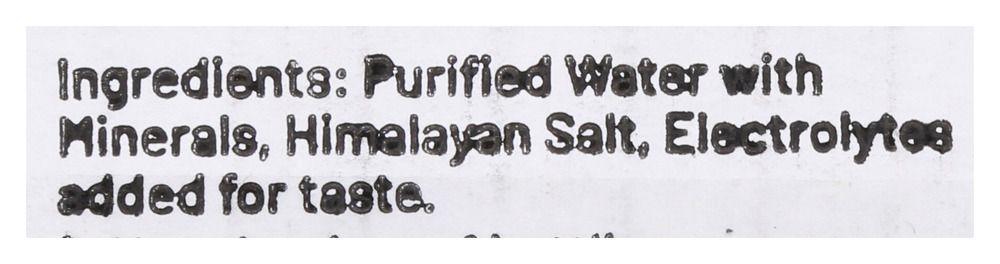 Ingredients: Purified Water with
Minerals, Himalayan Salt, Electrolytes
added for taste.